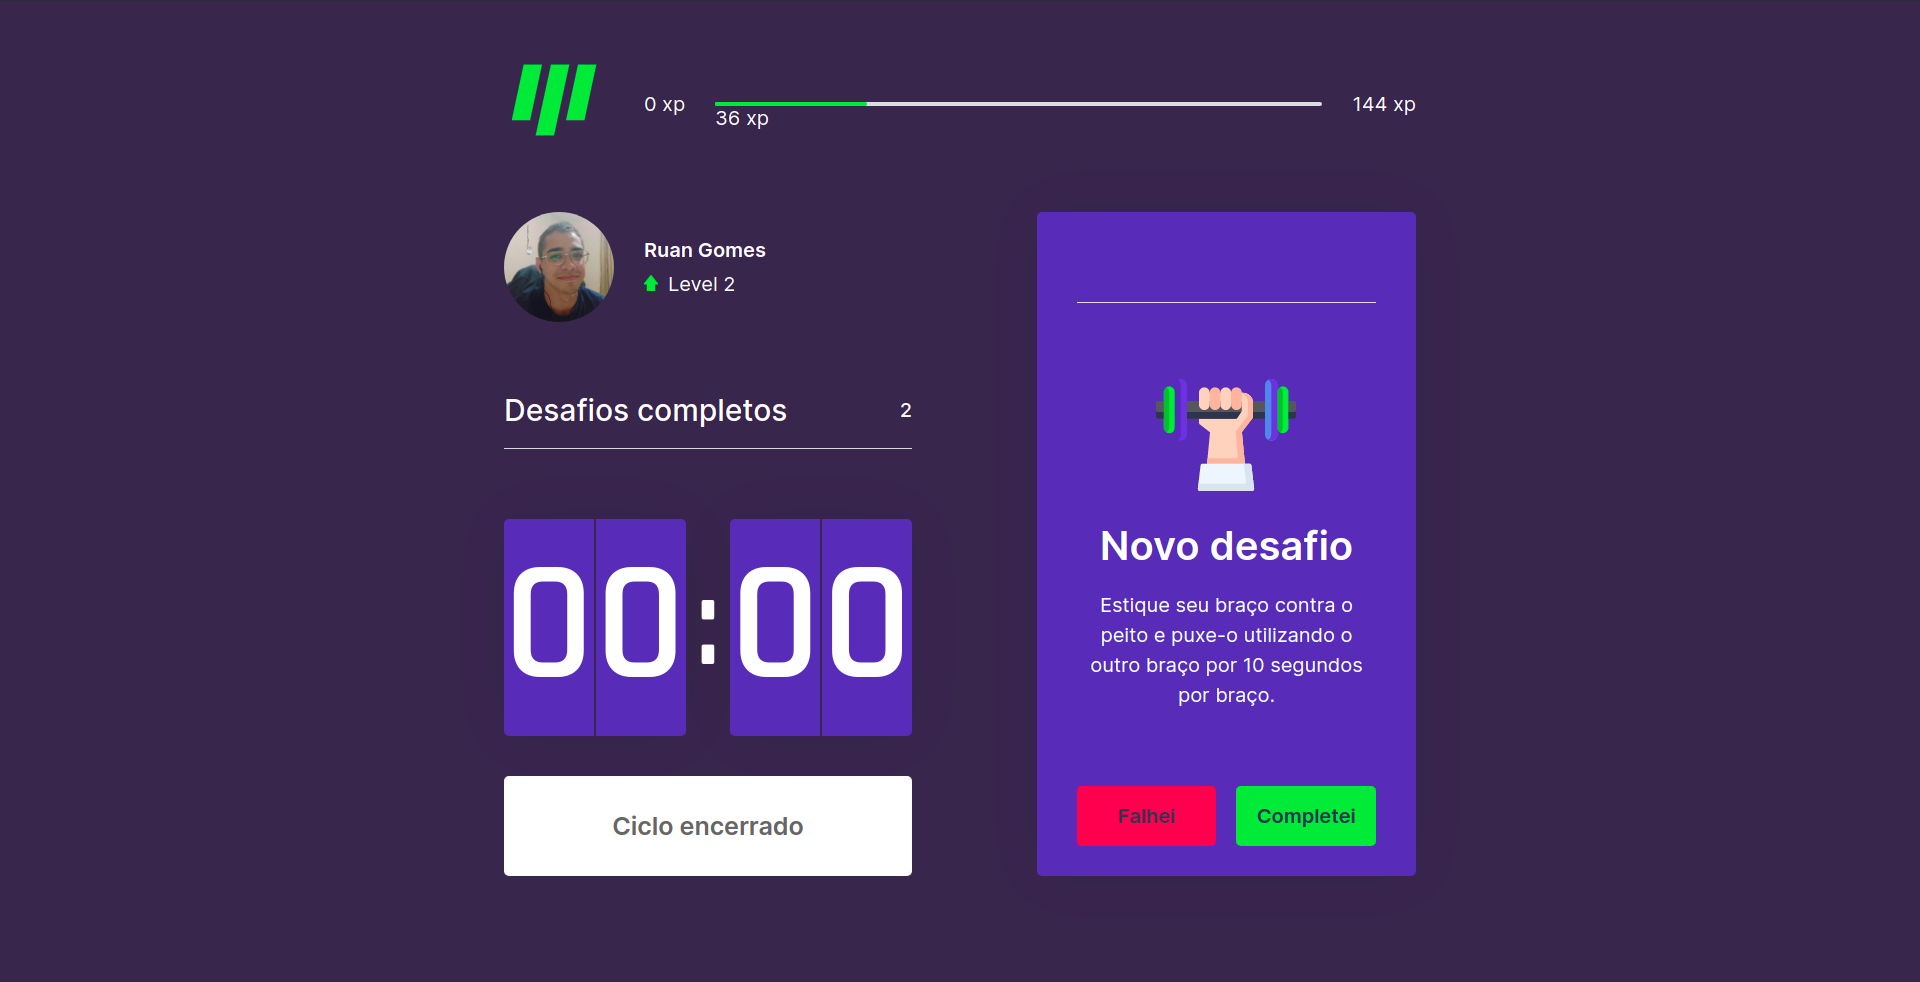 0 xp
36 xp
144 xp
Ruan Gomes
Level 2
Desafios completos 2
00:00
Ciclo encerrado
Novo desafio
Estique seu braço contra o
peito e puxe-o utilizando o
outro braço por 10 segundos
por braço.
Falhei
Completei